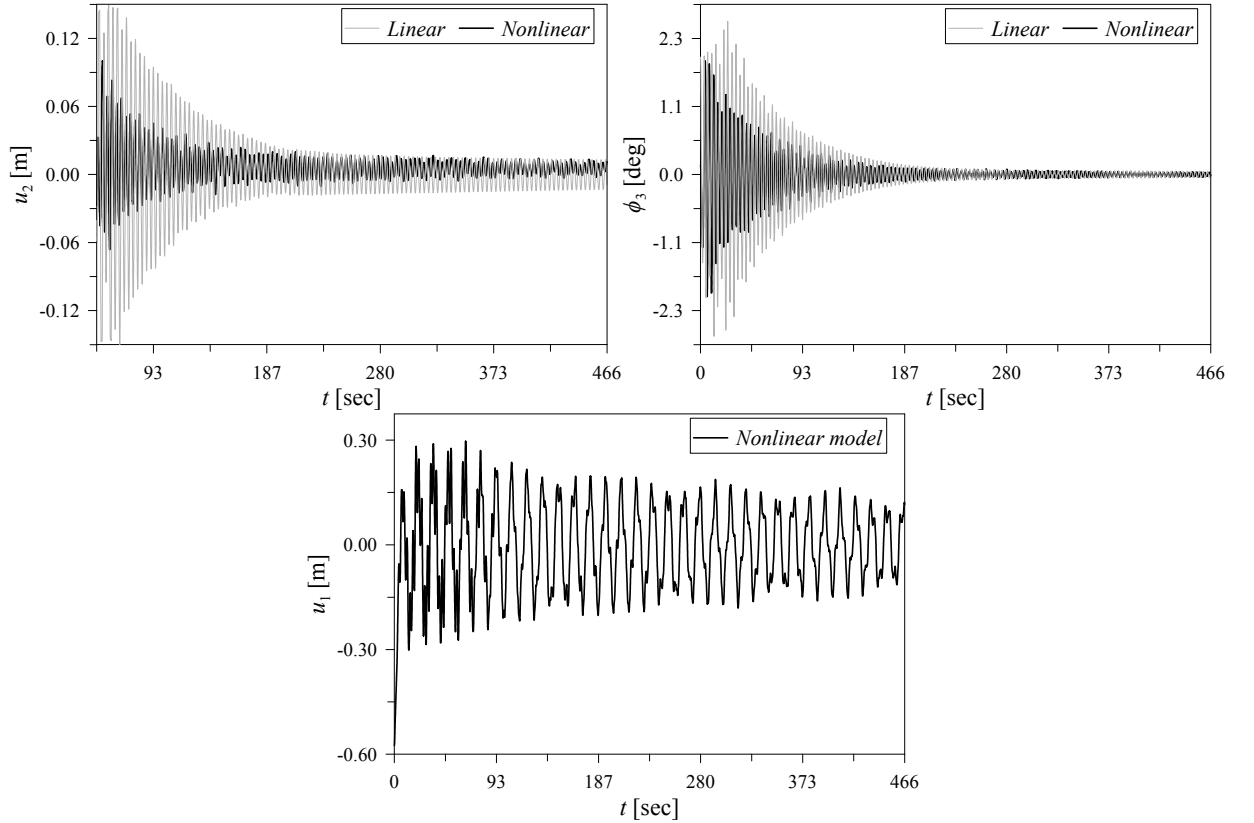 Linear Nonlinear
0.12
0.06
0.00
-0.06
-0.12
u₂ [m]
93 187 280 373 466
t [sec]
Linear Nonlinear
2.3
1.1
0.0
-1.1
-2.3
ϕ₃ [deg]
0 93 187 280 373 466
t [sec]
Nonlinear model
0.30
0.00
-0.30
-0.60
u₁ [m]
0 93 187 280 373 466
t [sec]